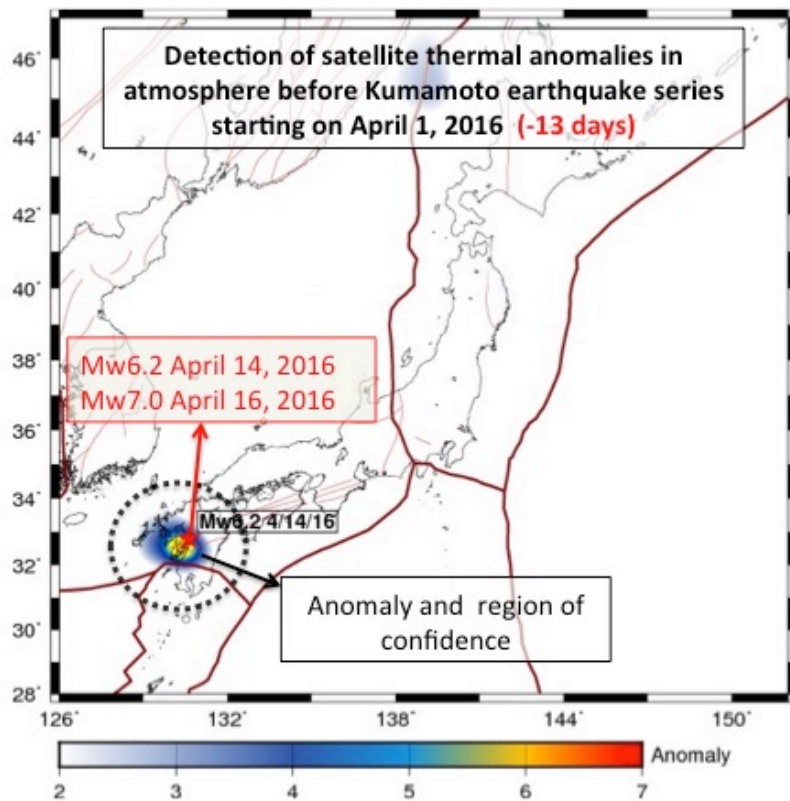 Detection of satellite thermal anomalies in
atmosphere before Kumamoto earthquake series
starting on April 1, 2016 (-13 days)
46°
44°
42°
40°
38°
36°
34°
32°
30°
28°
Mw6.2 April 14, 2016
Mw7.0 April 16, 2016
Mw6.2 4/14/16
Anomaly and region of
confidence
126° 132° 138° 144° 150°
Anomaly
2 3 4 5 6 7